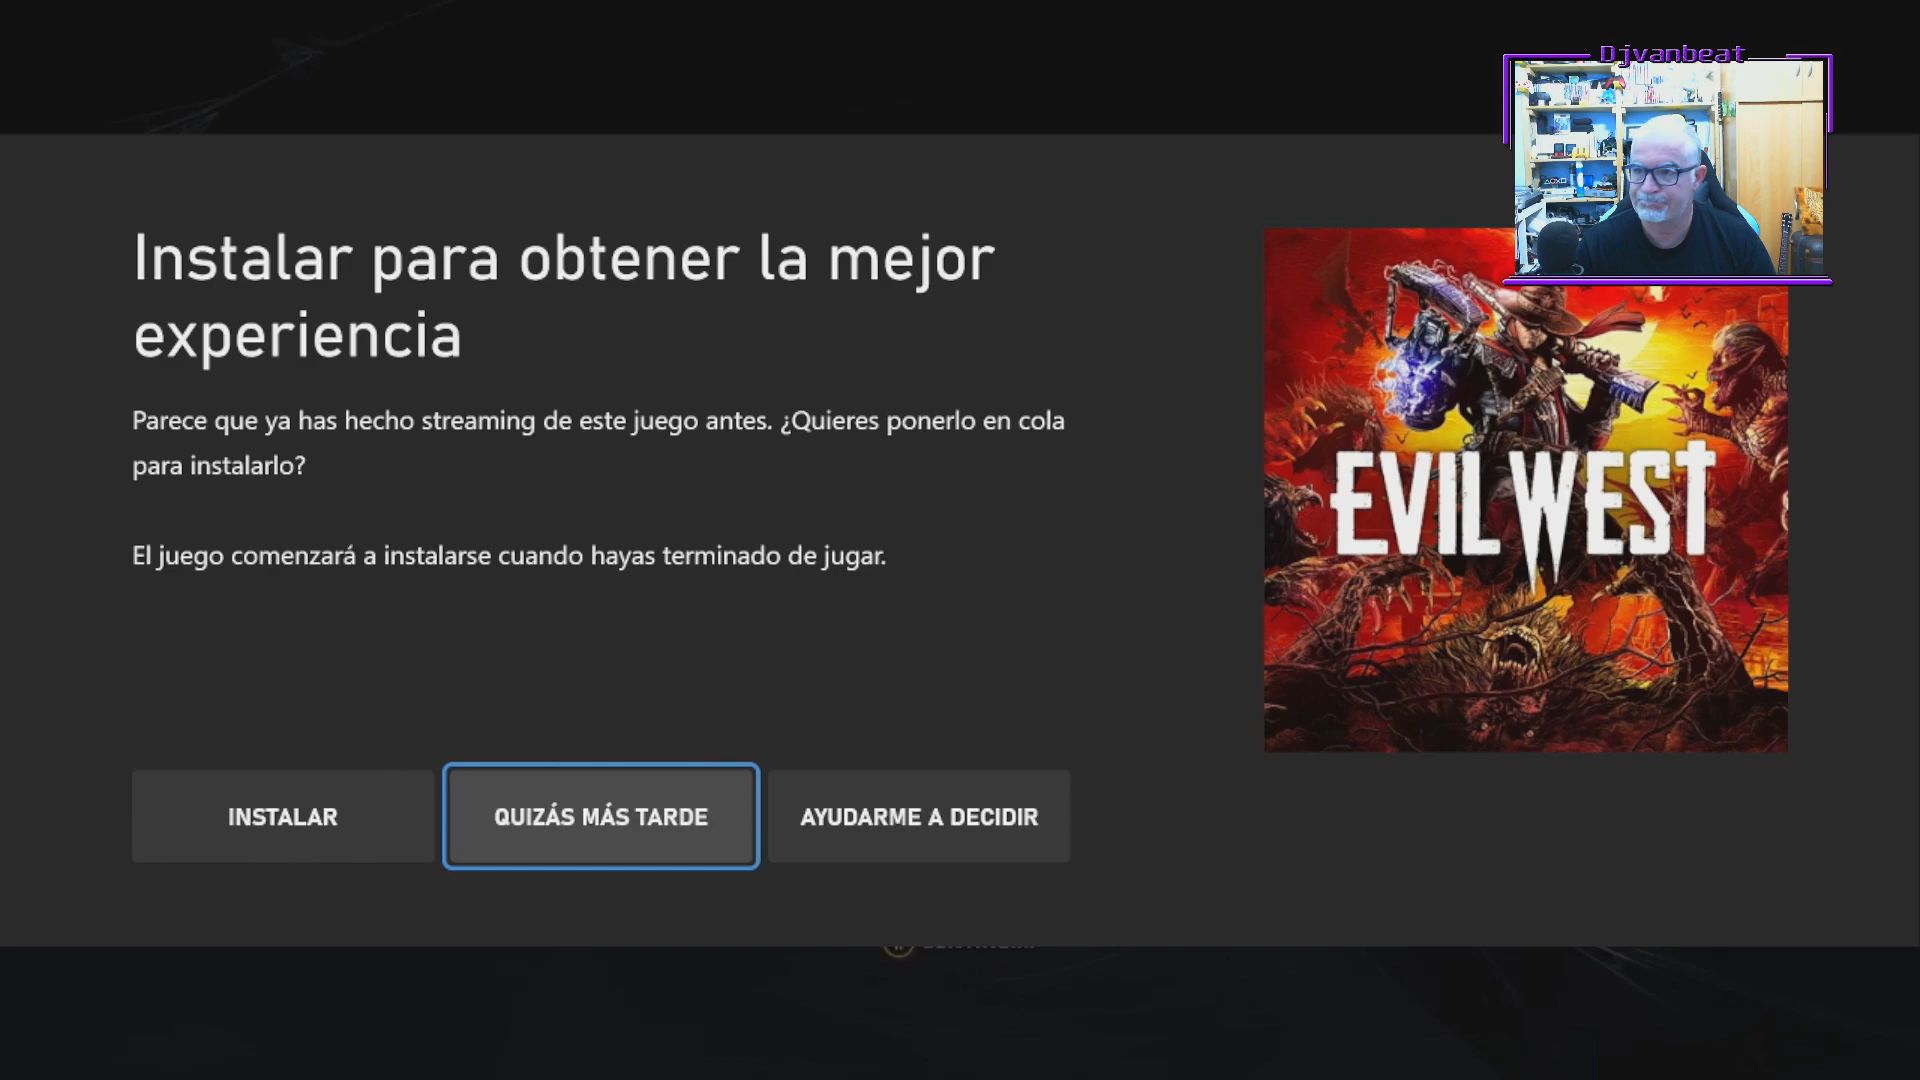 Djvanbeat
Instalar para obtener la mejor
experiencia
Parece que ya has hecho streaming de este juego antes. ¿Quieres ponerlo en cola
para instalarlo?
El juego comenzará a instalarse cuando hayas terminado de jugar.
EVIL WEST
INSTALAR
QUIZÁS MÁS TARDE
AYUDARME A DECIDIR